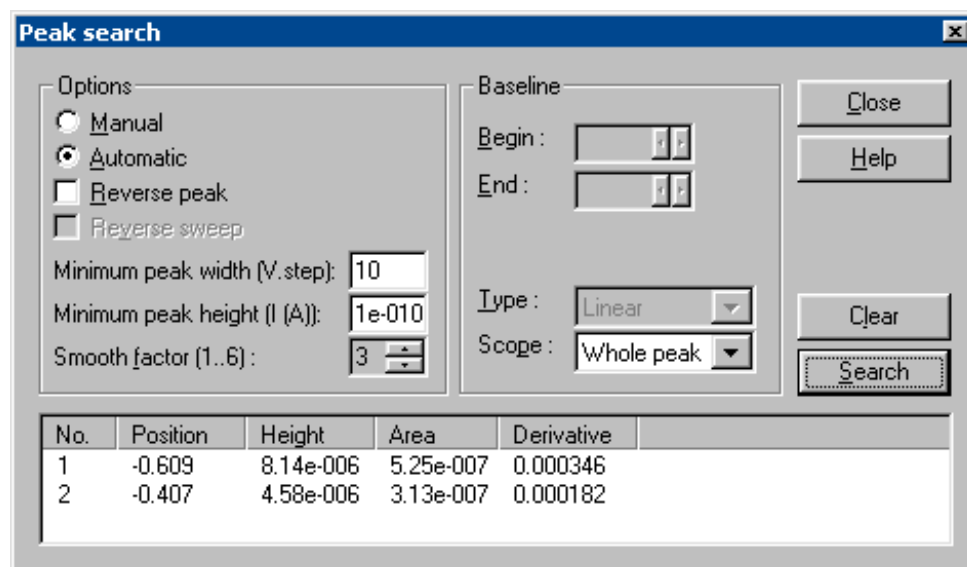 Peak search
Options
Manual
Automatic
Reverse peak
Reverse sweep
Minimum peak width (V.step): 10
Minimum peak height (I (A)): 1e-010
Smooth factor (1..6) : 3
Baseline
Begin :
End :
Type : Linear
Scope : Whole peak
Close
Help
Clear
Search
No. Position Height Area Derivative
1 -0.609 8.14e-006 5.25e-007 0.000346
2 -0.407 4.58e-006 3.13e-007 0.000182